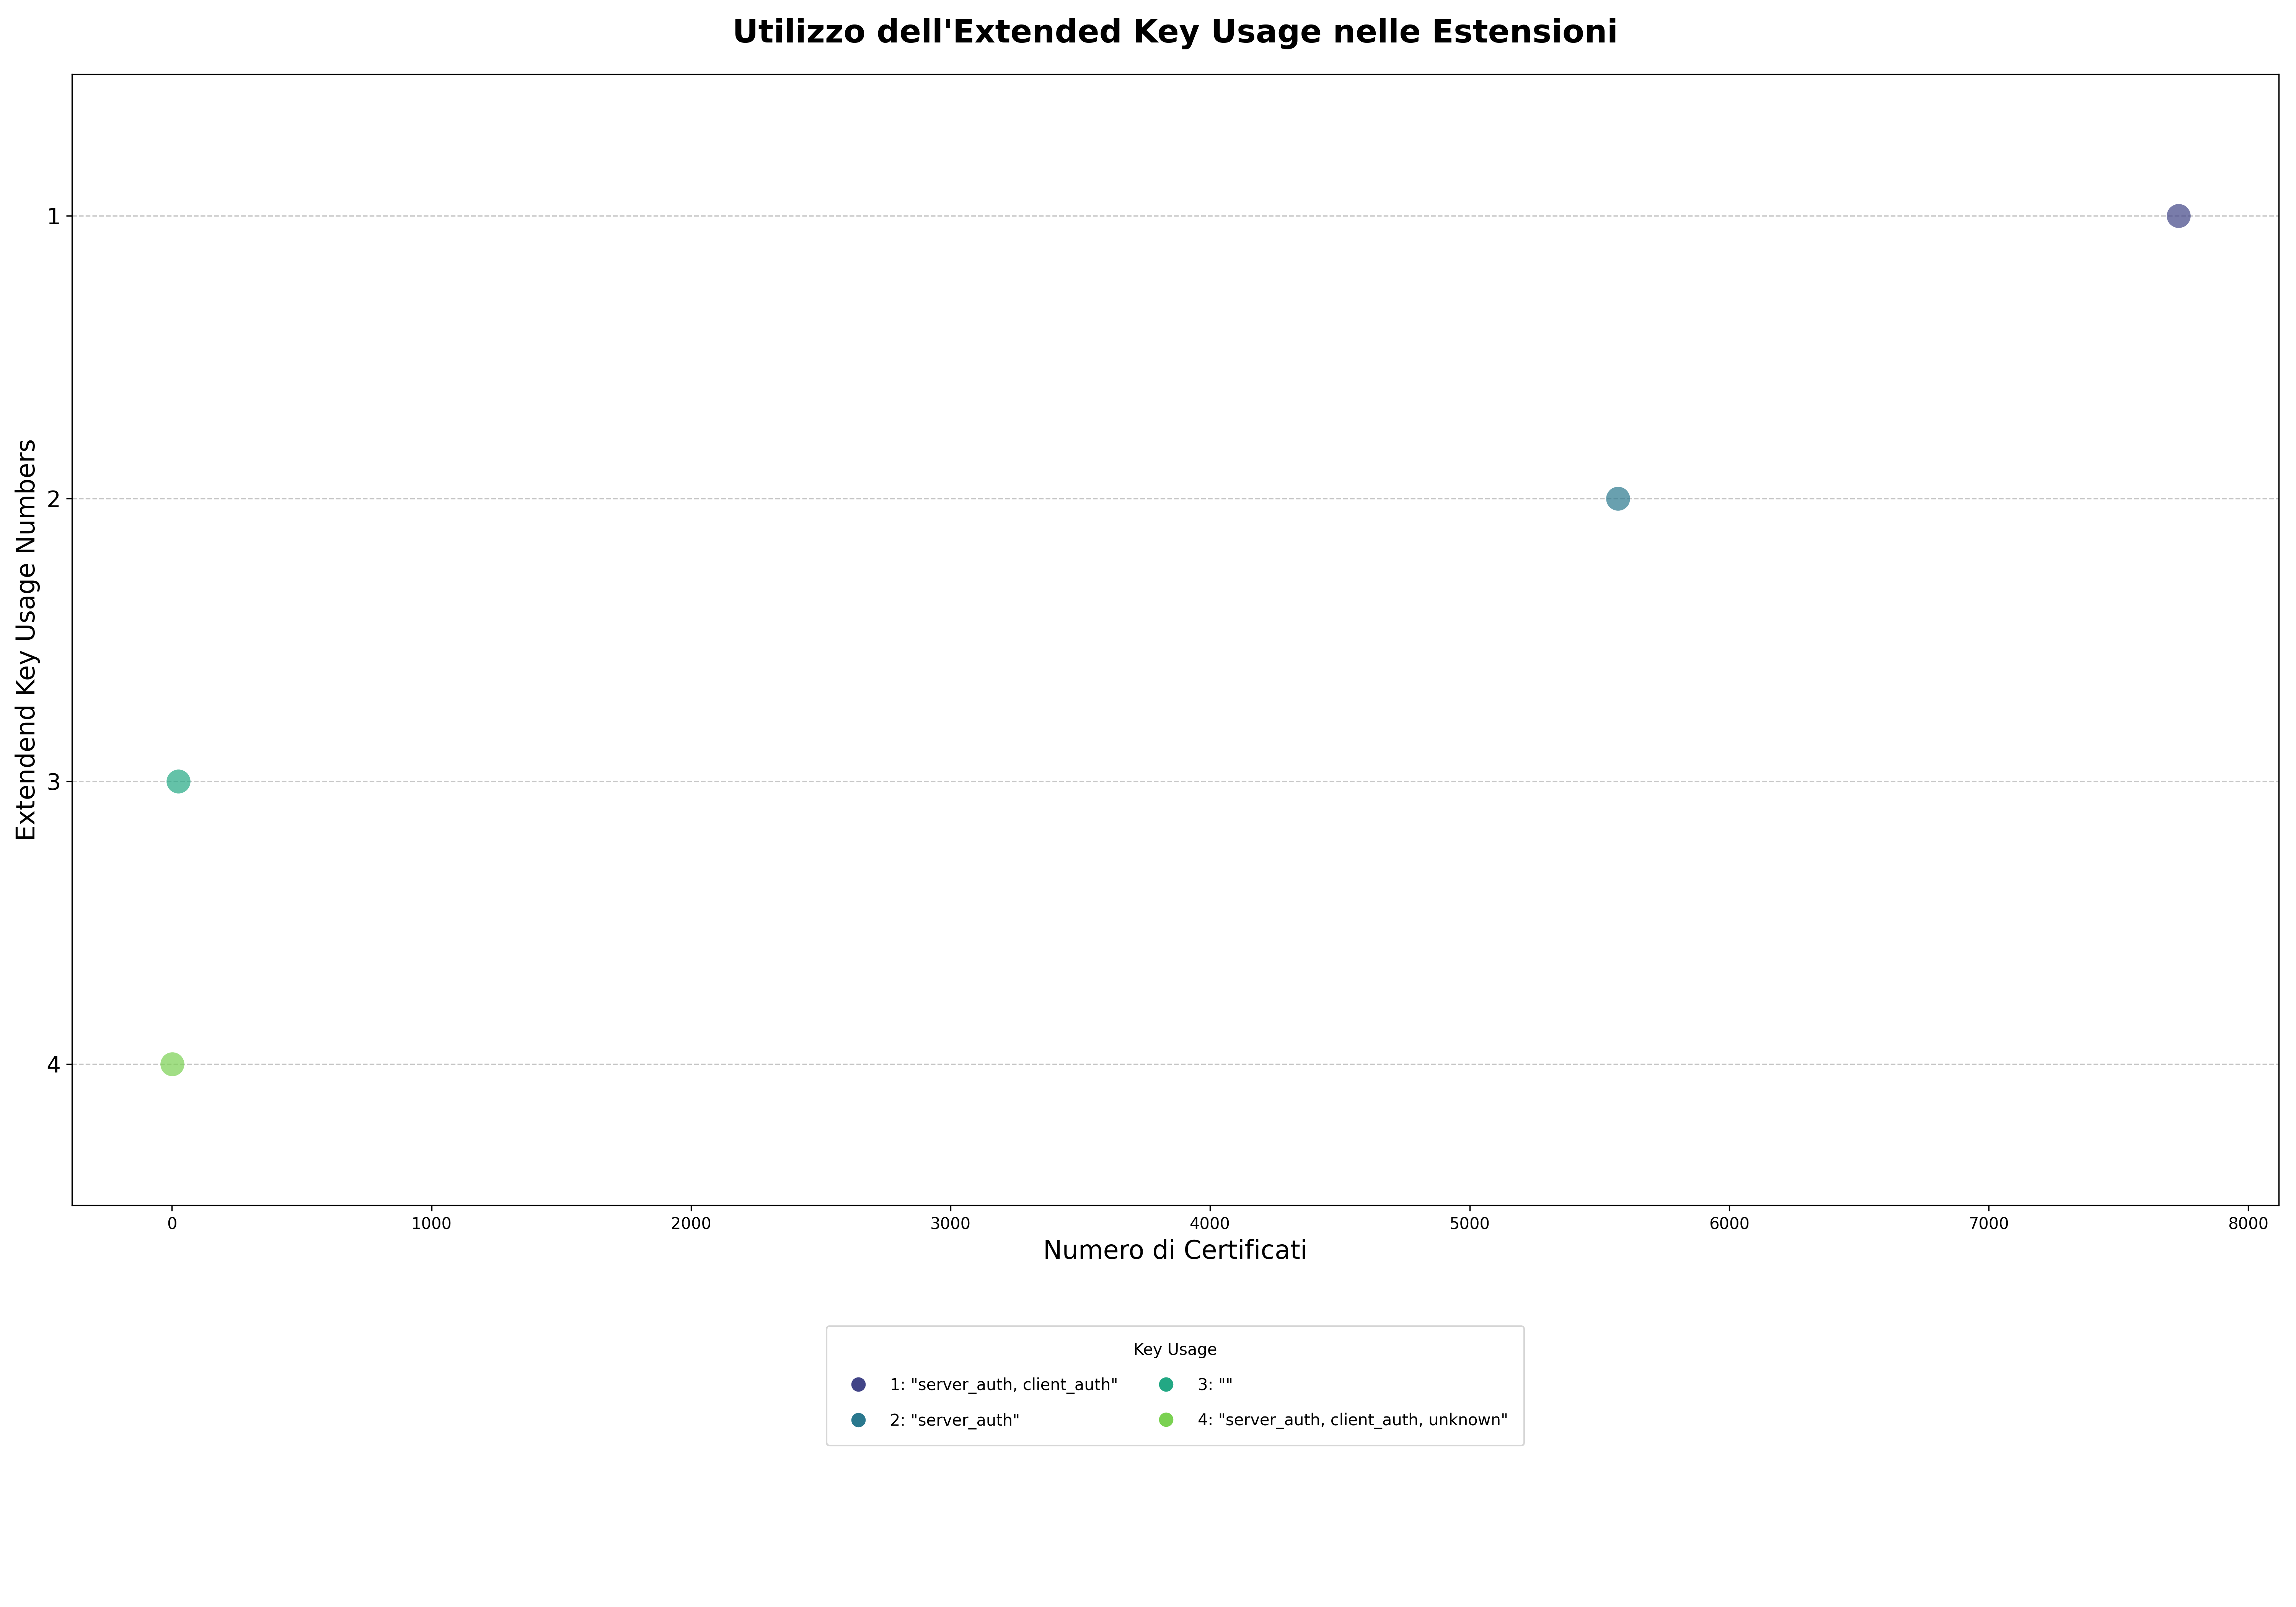 Utilizzo dell'Extended Key Usage nelle Estensioni
Extendend Key Usage Numbers
1
2
3
4
0 1000 2000 3000 4000 5000 6000 7000 8000
Numero di Certificati
Key Usage
1: "server_auth, client_auth"
2: "server_auth"
3: ""
4: "server_auth, client_auth, unknown"